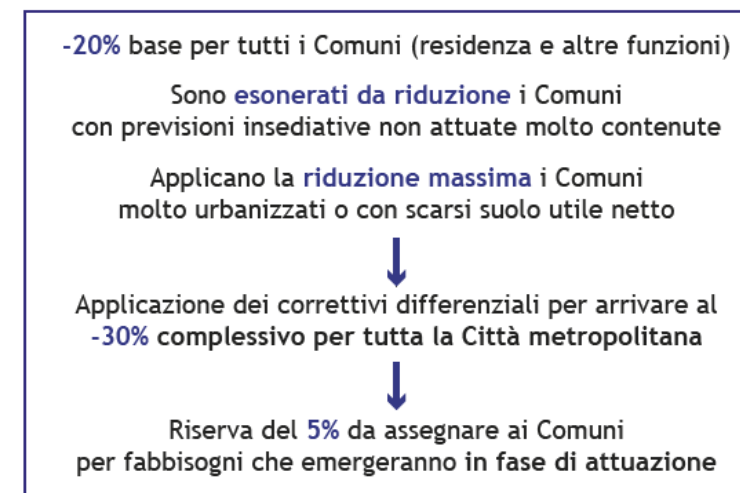 -20% base per tutti i Comuni (residenza e altre funzioni)
Sono esonerati da riduzione i Comuni
con previsioni insediative non attuate molto contenute
Applicano la riduzione massima i Comuni
molto urbanizzati o con scarsi suolo utile netto
Applicazione dei correttivi differenziali per arrivare al
-30% complessivo per tutta la Città metropolitana
Riserva del 5% da assegnare ai Comuni
per fabbisogni che emergeranno in fase di attuazione